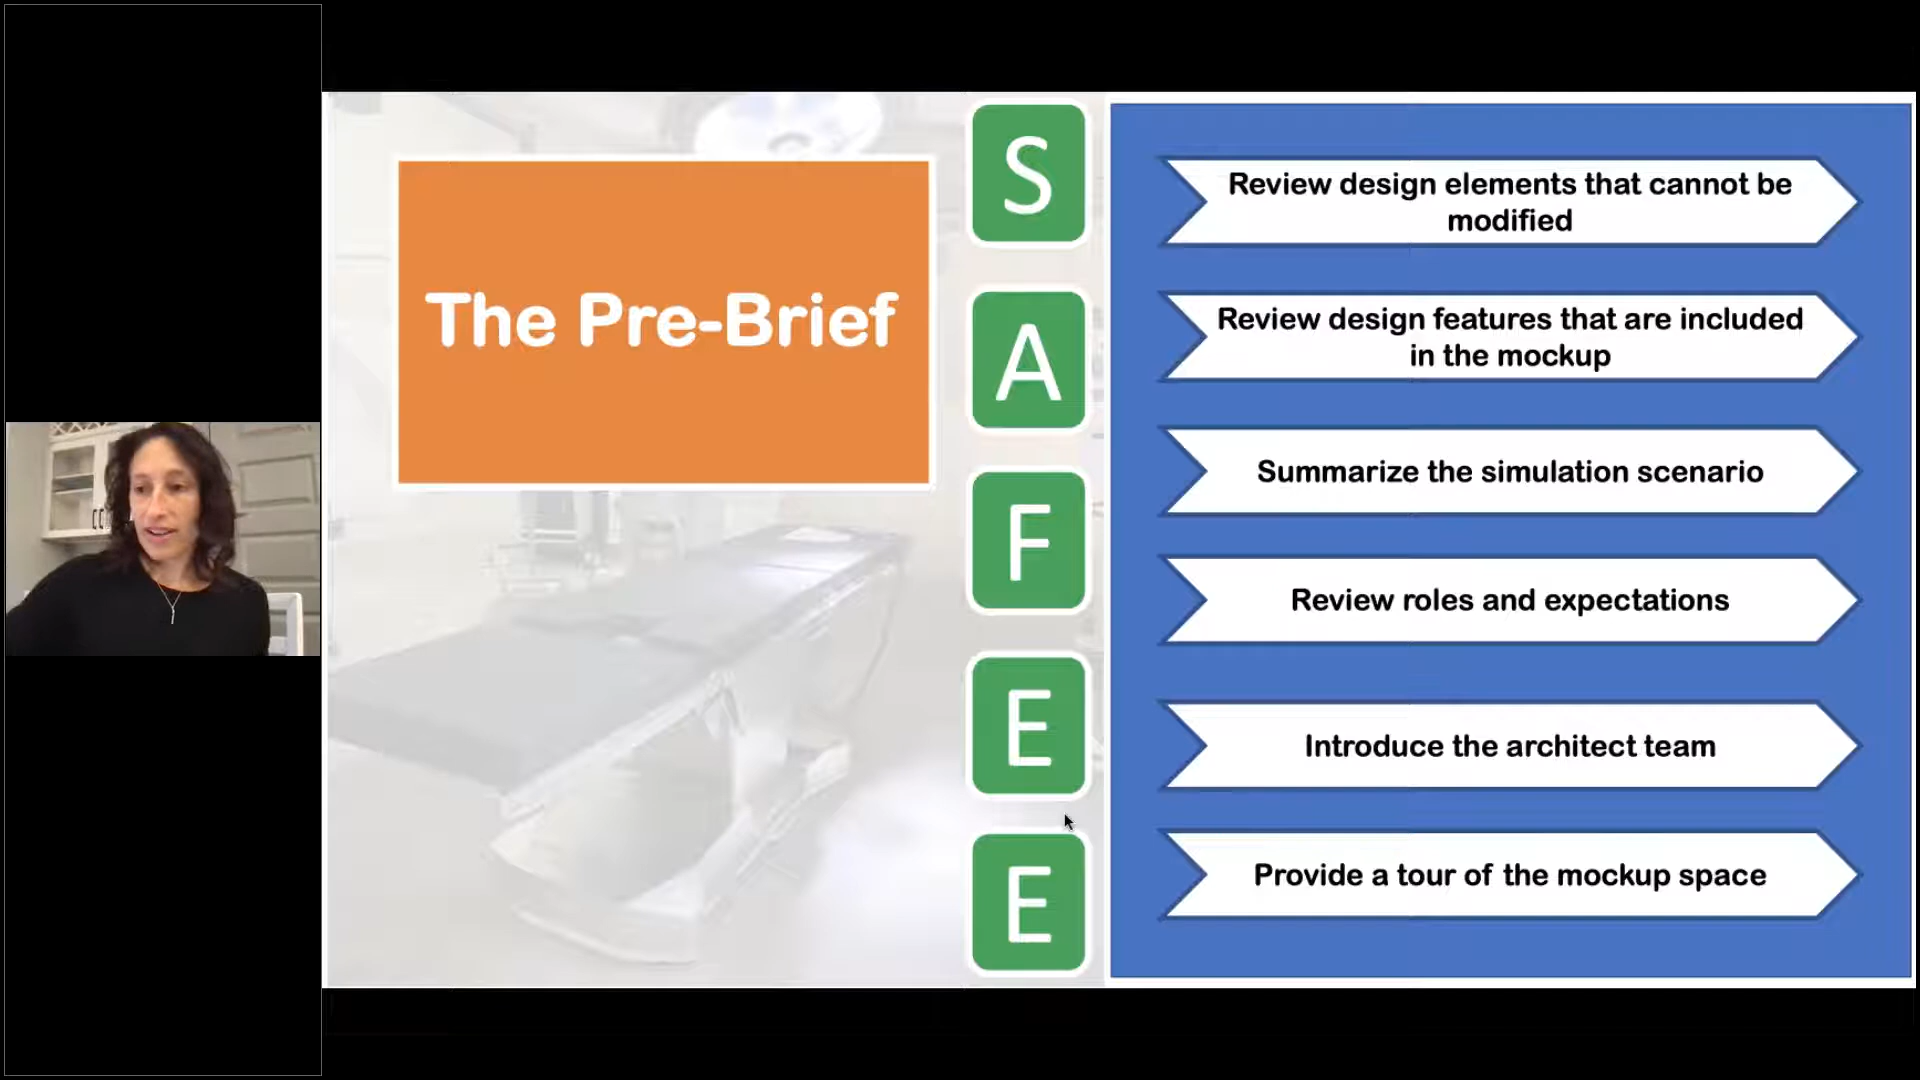 The Pre-Brief
S
A
F
E
E
Review design elements that cannot be
modified
Review design features that are included
in the mockup
Summarize the simulation scenario
Review roles and expectations
Introduce the architect team
Provide a tour of the mockup space